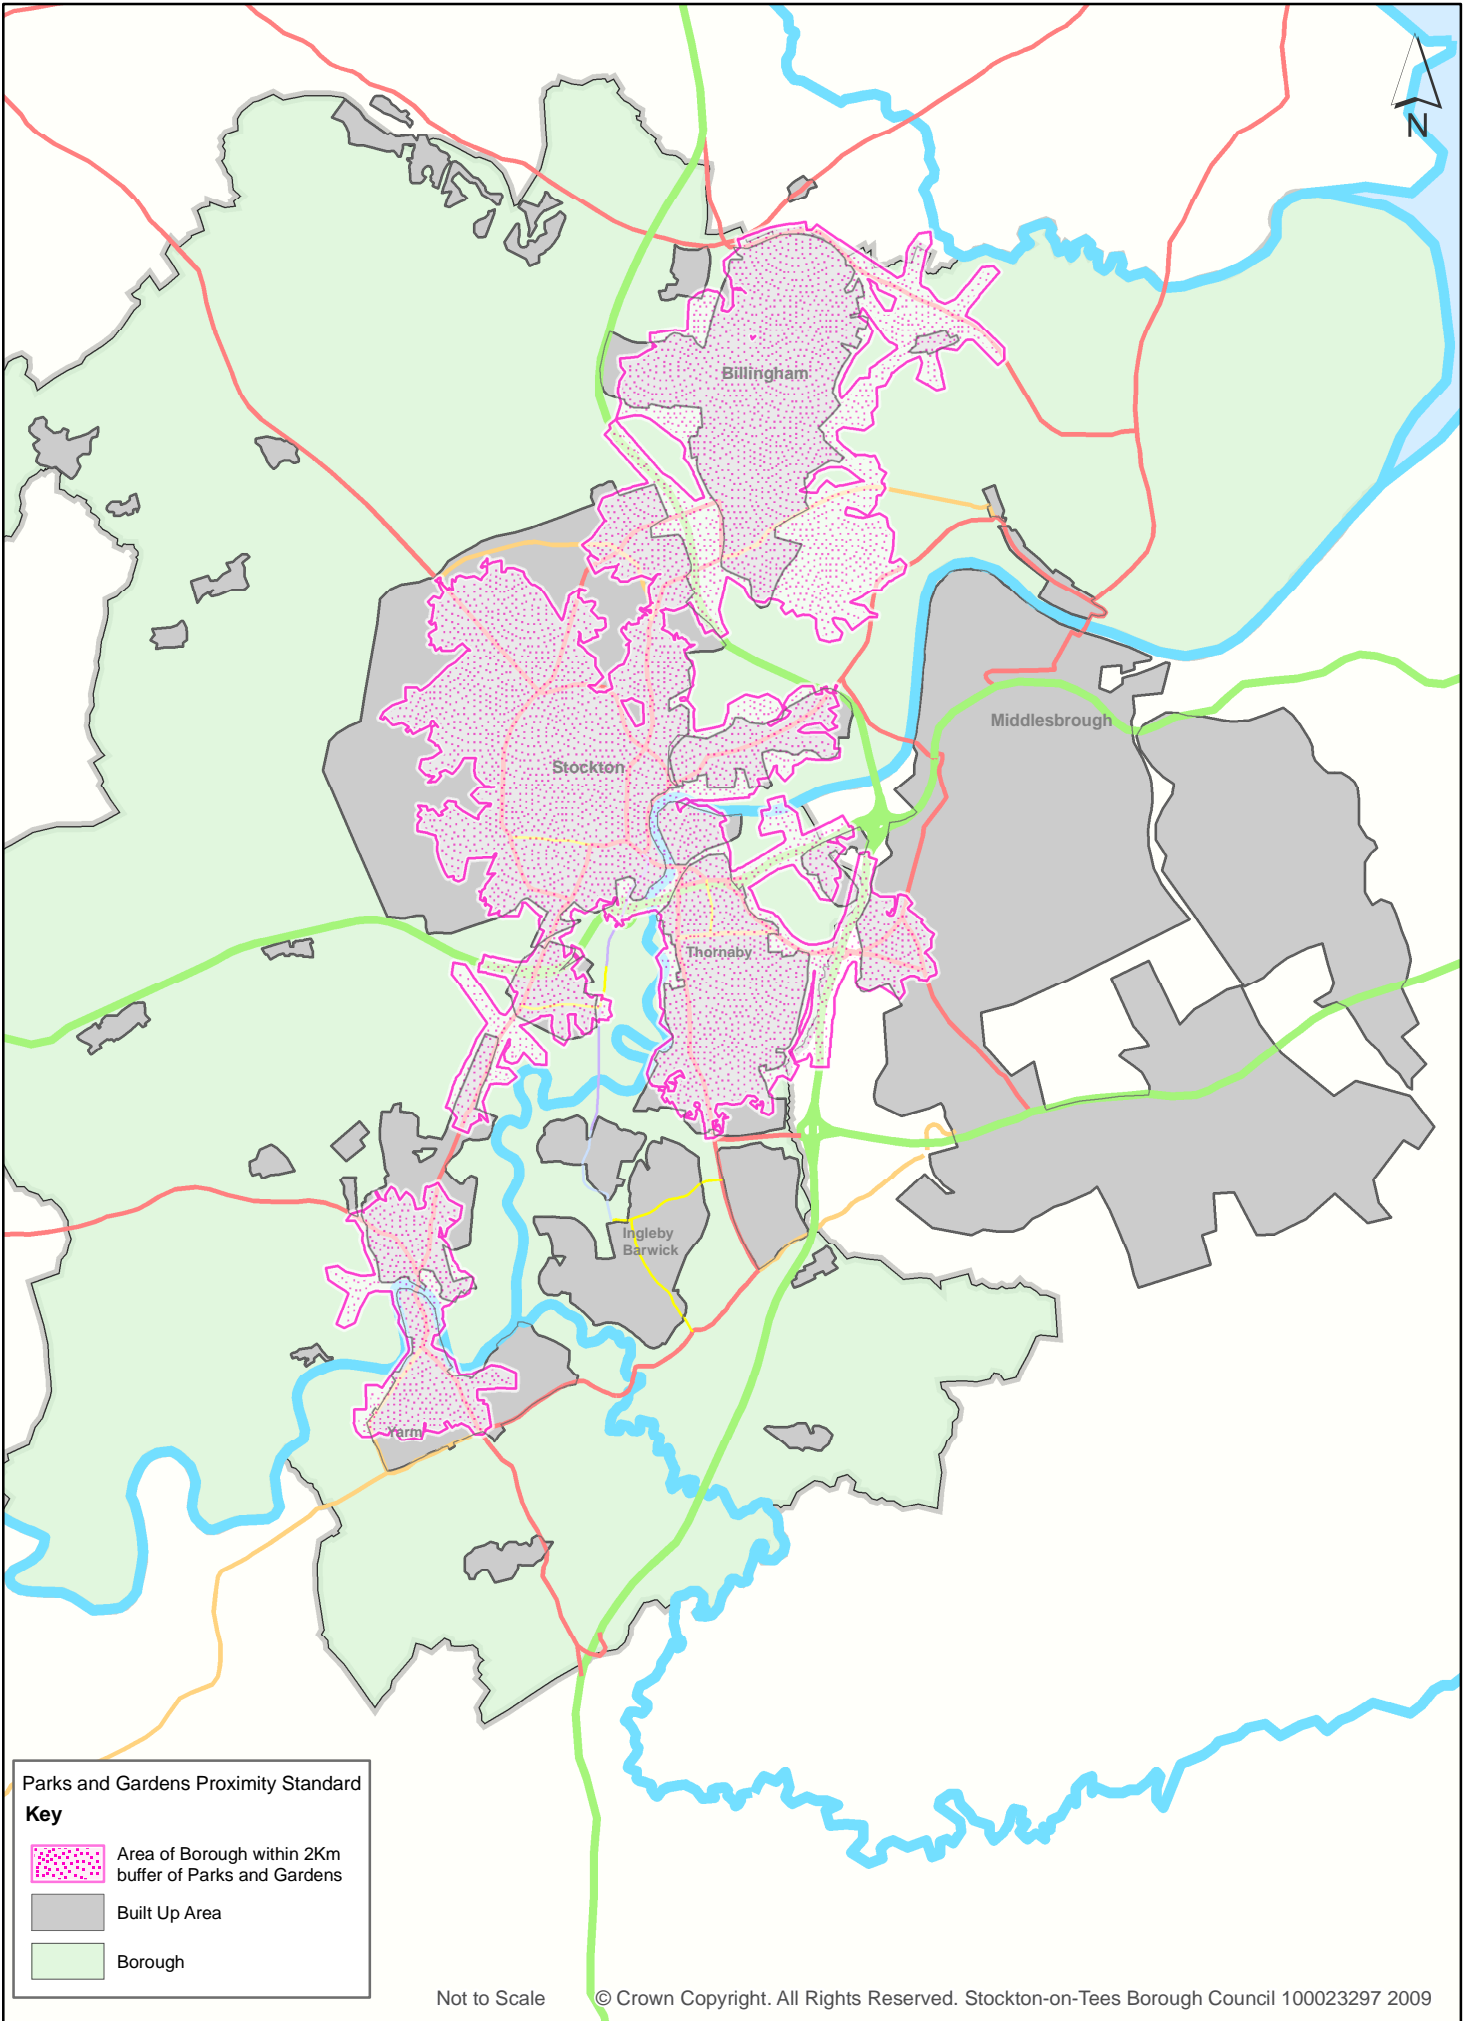 N
Billingham
Middlesbrough
Stockton
Thornaby
Ingleby
Barwick
Yarm
Parks and Gardens Proximity Standard
Key
Area of Borough within 2Km
buffer of Parks and Gardens
Built Up Area
Borough
Not to Scale
© Crown Copyright. All Rights Reserved. Stockton-on-Tees Borough Council 100023297 2009